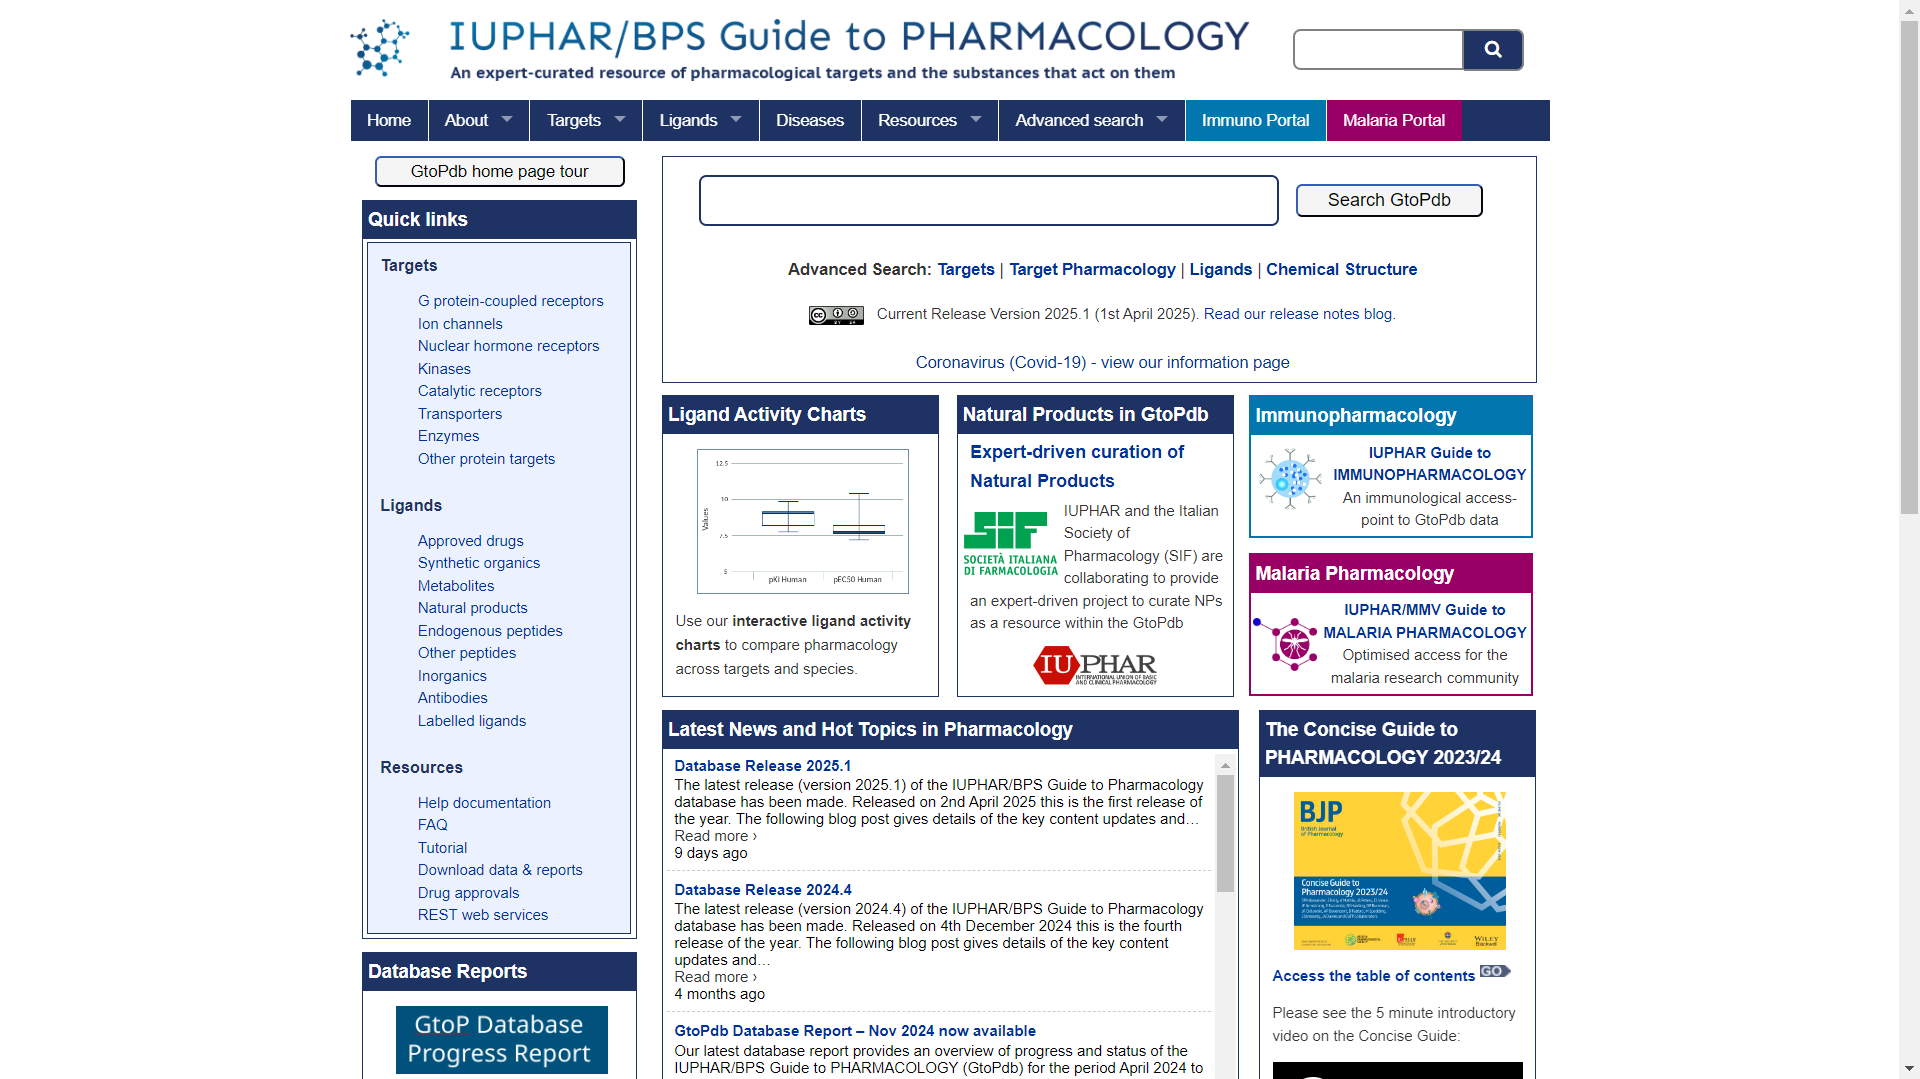 IUPHAR/BPS Guide to PHARMACOLOGY
An expert-curated resource of pharmacological targets and the substances that act on them
Home About Targets Ligands Diseases Resources Advanced search Immuno Portal Malaria Portal
GtoPdb home page tour
Quick links
Targets
G protein-coupled receptors
Ion channels
Nuclear hormone receptors
Kinases
Catalytic receptors
Transporters
Enzymes
Other protein targets
Ligands
Approved drugs
Synthetic organics
Metabolites
Natural products
Endogenous peptides
Other peptides
Inorganics
Antibodies
Labelled ligands
Resources
Help documentation
FAQ
Tutorial
Download data & reports
Drug approvals
REST web services
Database Reports
GtoP Database
Progress Report
Search GtoPdb
Advanced Search: Targets | Target Pharmacology | Ligands | Chemical Structure
Current Release Version 2025.1 (1st April 2025). Read our release notes blog.
Coronavirus (Covid-19) - view our information page
Ligand Activity Charts
12.5
10
7.5
5
Values
pKi Human pEC50 Human
Use our interactive ligand activity
charts to compare pharmacology
across targets and species.
Natural Products in GtoPdb
Expert-driven curation of
Natural Products
SIF
SOCIETÀ ITALIANA
DI FARMACOLOGIA
IUPHAR and the Italian
Society of
Pharmacology (SIF) are
collaborating to provide
an expert-driven project to curate NPs
as a resource within the GtoPdb
IUPHAR
INTERNATIONAL UNION OF BASIC
AND CLINICAL PHARMACOLOGY
Immunopharmacology
IUPHAR Guide to
IMMUNOPHARMACOLOGY
An immunological access-
point to GtoPdb data
Malaria Pharmacology
IUPHAR/MMV Guide to
MALARIA PHARMACOLOGY
Optimised access for the
malaria research community
Latest News and Hot Topics in Pharmacology
Database Release 2025.1
The latest release (version 2025.1) of the IUPHAR/BPS Guide to Pharmacology
database has been made. Released on 2nd April 2025 this is the first release of
the year. The following blog post gives details of the key content updates and…
Read more ›
9 days ago
Database Release 2024.4
The latest release (version 2024.4) of the IUPHAR/BPS Guide to Pharmacology
database has been made. Released on 4th December 2024 this is the fourth
release of the year. The following blog post gives details of the key content
updates and…
Read more ›
4 months ago
GtoPdb Database Report – Nov 2024 now available
Our latest database report provides an overview of progress and status of the
IUPHAR/BPS Guide to PHARMACOLOGY (GtoPdb) for the period April 2024 to
The Concise Guide to
PHARMACOLOGY 2023/24
BJP
British Journal
of Pharmacology
Concise Guide to
Pharmacology 2023/24
WILEY
Access the table of contents GO
Please see the 5 minute introductory
video on the Concise Guide: